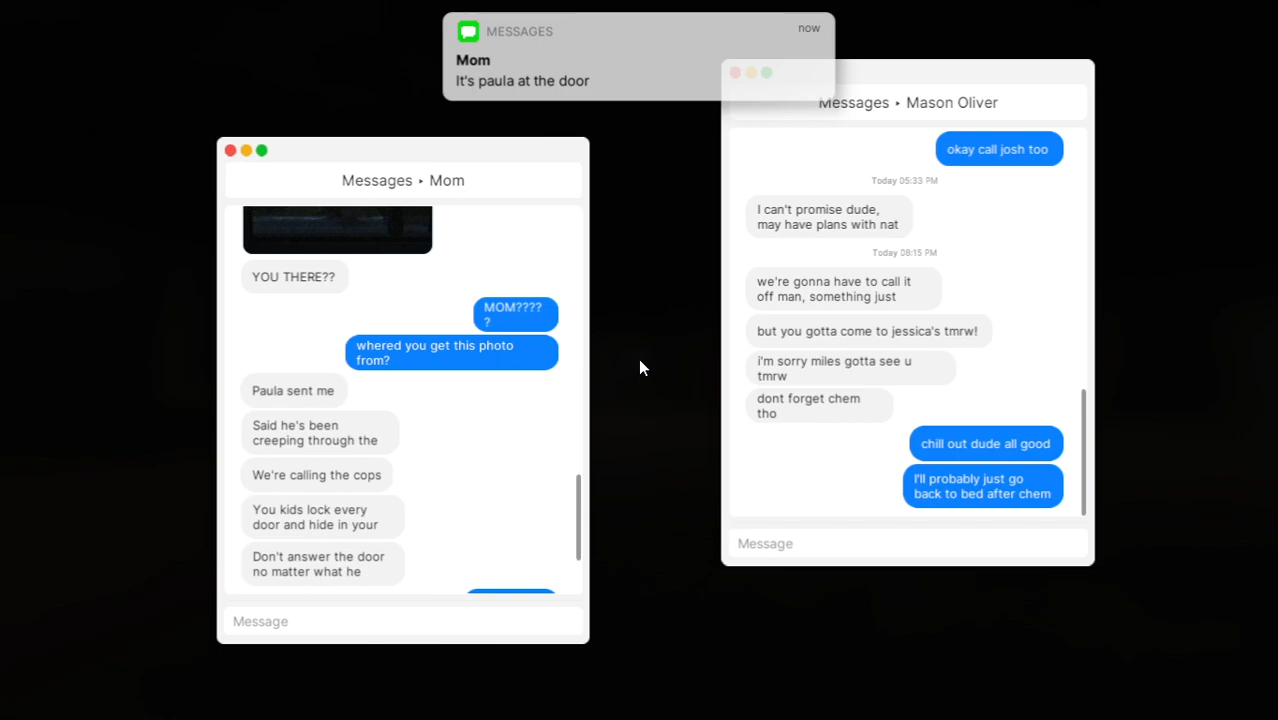 MESSAGES
now
Mom
It's paula at the door
Messages ‣ Mom
YOU THERE??
MOM????
?
whered you get this photo
from?
Paula sent me
Said he's been
creeping through the
We're calling the cops
You kids lock every
door and hide in your
Don't answer the door
no matter what he
Message
Messages ‣ Mason Oliver
okay call josh too
Today 05:33 PM
I can't promise dude,
may have plans with nat
Today 08:15 PM
we're gonna have to call it
off man, something just
but you gotta come to jessica's tmrw!
i'm sorry miles gotta see u
tmrw
dont forget chem
tho
chill out dude all good
I'll probably just go
back to bed after chem
Message